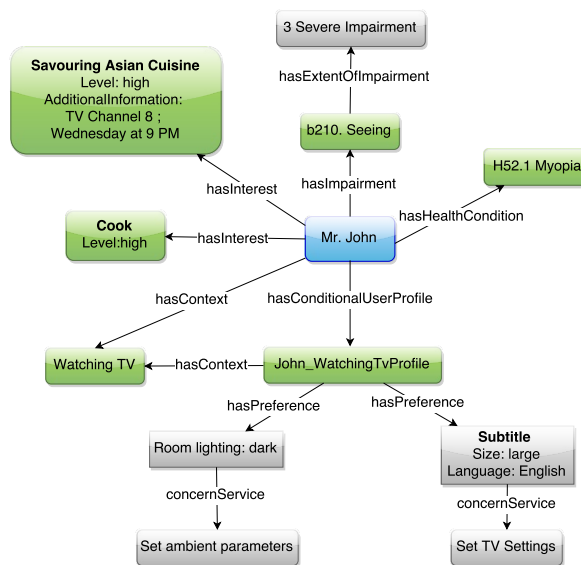 3 Severe Impairment
Savouring Asian Cuisine
Level: high
AdditionalInformation:
TV Channel 8 ;
Wednesday at 9 PM
hasExtentOfImpairment
b210. Seeing
H52.1 Myopia
hasInterest
hasImpairment
hasHealthCondition
Cook
Level:high
hasInterest
Mr. John
hasContext
hasConditionalUserProfile
Watching TV
hasContext
John_WatchingTvProfile
hasPreference
hasPreference
Room lighting: dark
Subtitle
Size: large
Language: English
concernService
concernService
Set ambient parameters
Set TV Settings